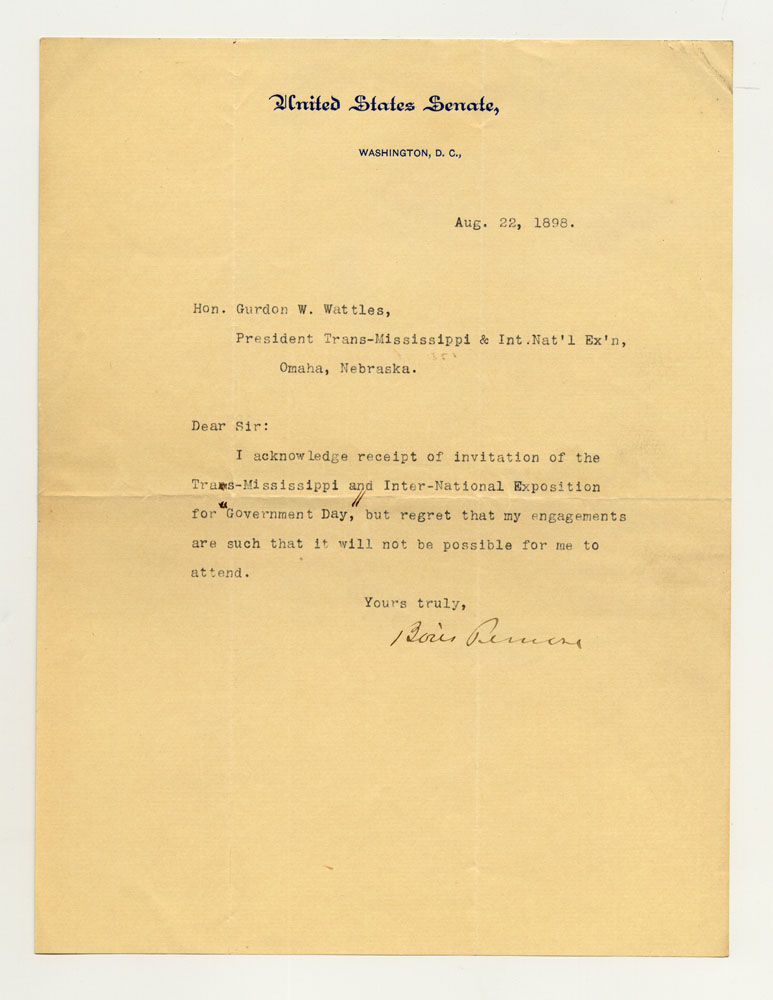 United States Senate,
WASHINGTON, D. C.,
Aug. 22, 1898.
Hon. Gurdon W. Wattles,
President Trans-Mississippi & Int.Nat'l Ex'n,
Omaha, Nebraska.
Dear Sir:
I acknowledge receipt of invitation of the
Trans-Mississippi and Inter-National Exposition
for "Government Day," but regret that my engagements
are such that it will not be possible for me to
attend.
Yours truly,
Boies Penrose